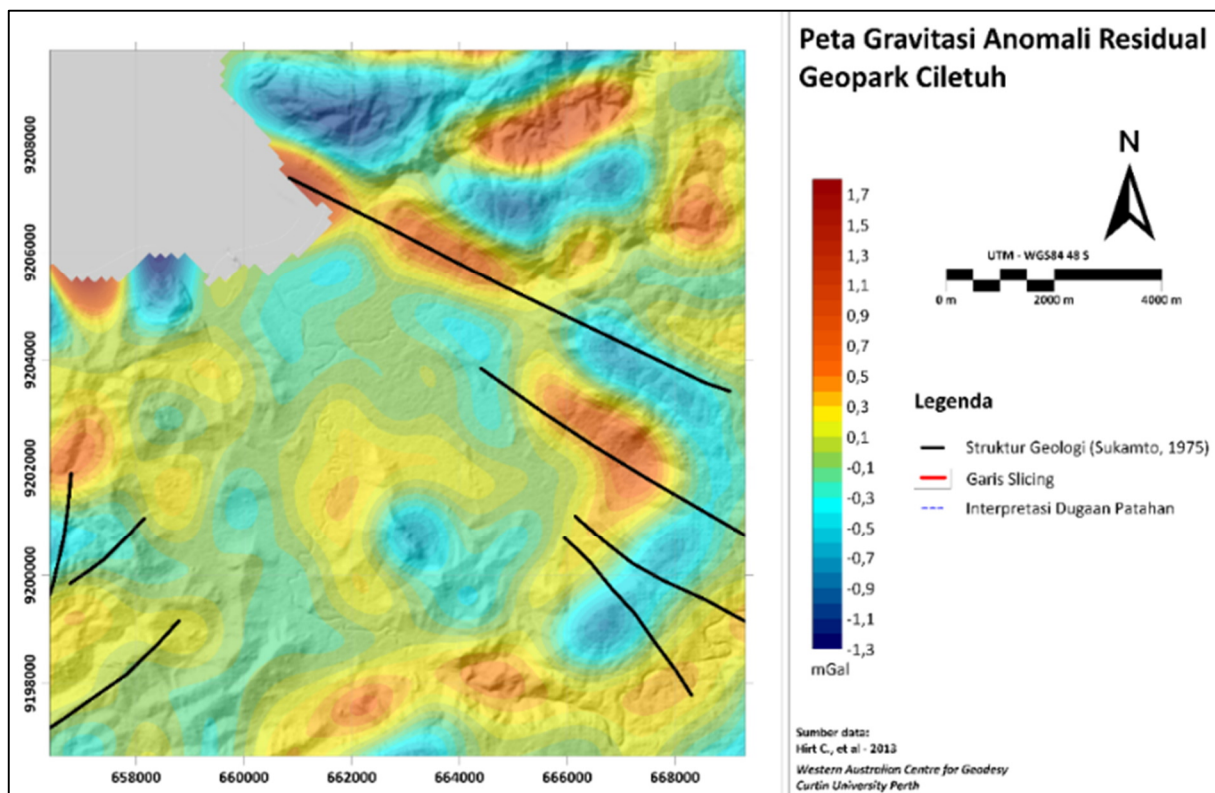 Peta Gravitasi Anomali Residual
Geopark Ciletuh
N
UTM - WGS84 48 S
0 m 2000 m 4000 m
1,7
1,5
1,3
1,1
0,9
0,7
0,5
0,3
0,1
-0,1
-0,3
-0,5
-0,7
-0,9
-1,1
-1,3
mGal
Legenda
Struktur Geologi (Sukamto, 1975)
Garis Slicing
Interpretasi Dugaan Patahan
Sumber data:
Hirt C., et al - 2013
Western Australian Centre for Geodesy
Curtin University Perth
9208000
9206000
9204000
9202000
9200000
9198000
658000 660000 662000 664000 666000 668000